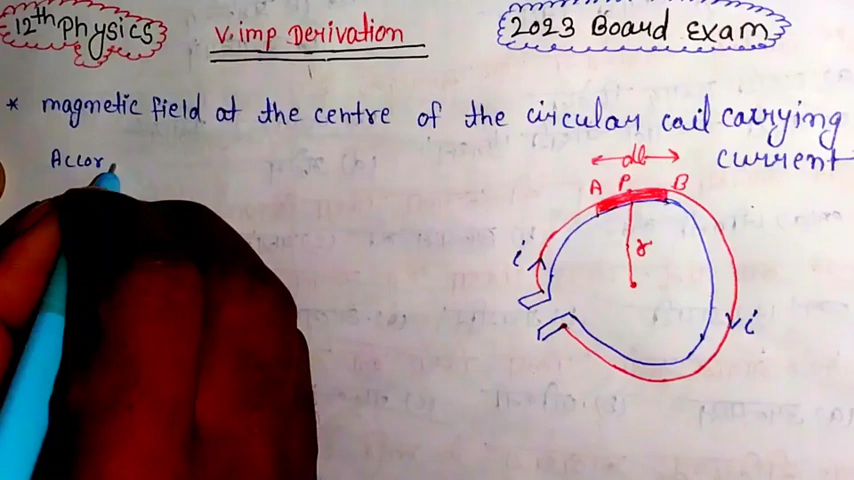 12th Physics
V. imp Derivation
2023 Board Exam
* magnetic field at the centre of the circular coil carrying
current
Accor
dl
A P B
i
r
i